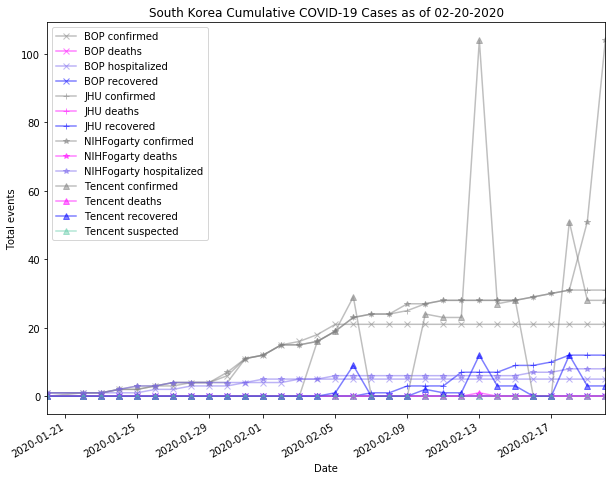 South Korea Cumulative COVID-19 Cases as of 02-20-2020
BOP confirmed
BOP deaths
BOP hospitalized
BOP recovered
JHU confirmed
JHU deaths
JHU recovered
NIHFogarty confirmed
NIHFogarty deaths
NIHFogarty hospitalized
Tencent confirmed
Tencent deaths
Tencent recovered
Tencent suspected
Total events
100
80
60
40
20
0
2020-01-21
2020-01-25
2020-01-29
2020-02-01
2020-02-05
2020-02-09
2020-02-13
2020-02-17
Date